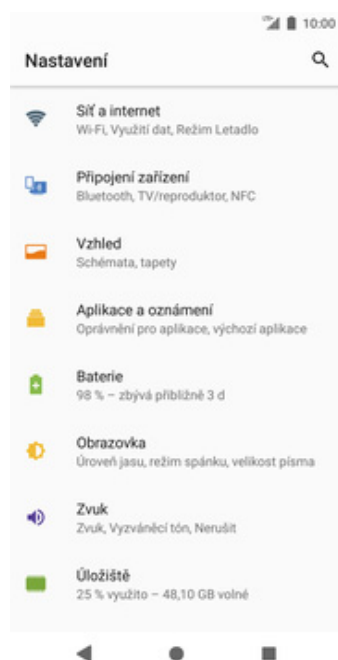 10:00
Nastavení
Síť a internet
Wi-Fi, Využití dat, Režim Letadlo
Připojení zařízení
Bluetooth, TV/reproduktor, NFC
Vzhled
Schémata, tapety
Aplikace a oznámení
Oprávnění pro aplikace, výchozí aplikace
Baterie
98 % – zbývá přibližně 3 d
Obrazovka
Úroveň jasu, režim spánku, velikost písma
Zvuk
Zvuk, Vyzváněcí tón, Nerušit
Úložiště
25 % využito – 48,10 GB volné